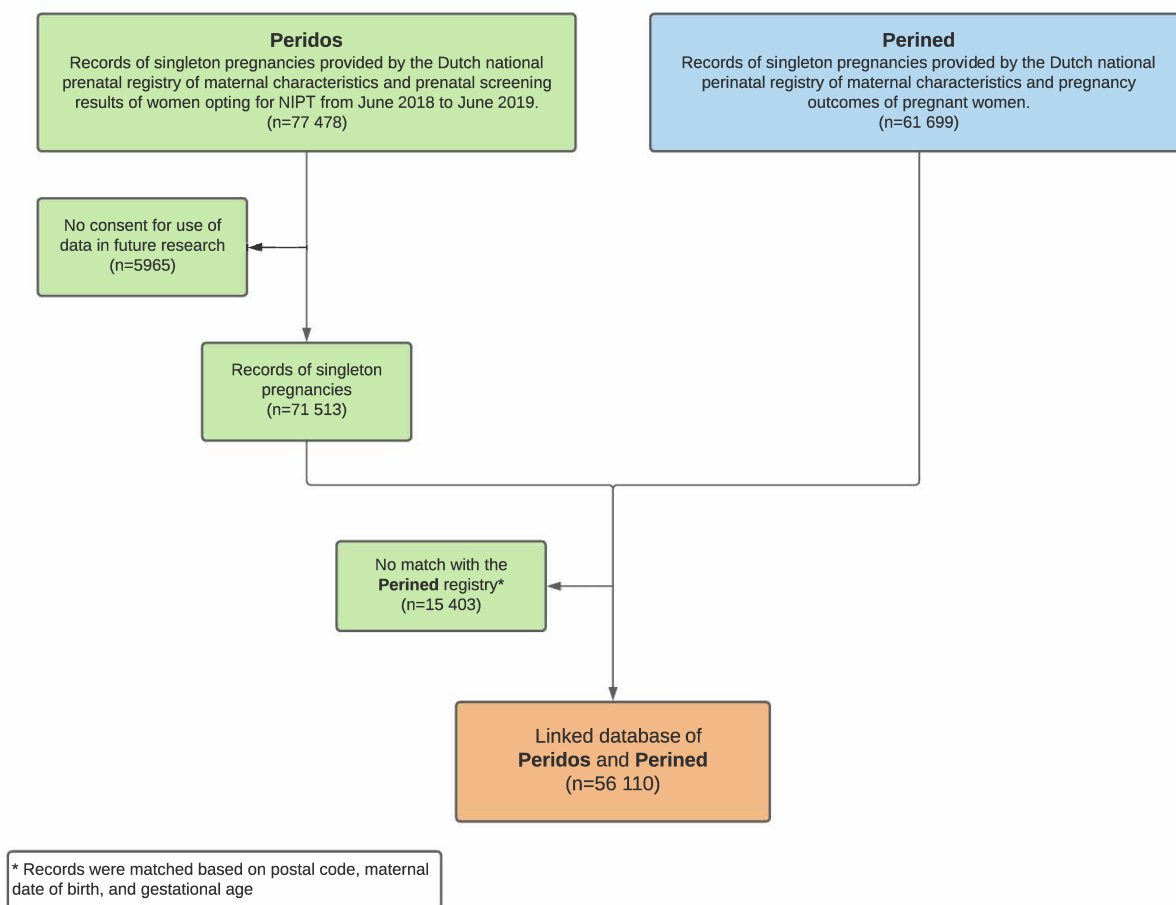 Peridos
Records of singleton pregnancies provided by the Dutch national
prenatal registry of maternal characteristics and prenatal screening
results of women opting for NIPT from June 2018 to June 2019.
(n=77 478)
Perined
Records of singleton pregnancies provided by the Dutch national
perinatal registry of maternal characteristics and pregnancy
outcomes of pregnant women.
(n=61 699)
No consent for use of
data in future research
(n=5965)
Records of singleton
pregnancies
(n=71 513)
No match with the
Perined registry*
(n=15 403)
Linked database of
Peridos and Perined
(n=56 110)
* Records were matched based on postal code, maternal
date of birth, and gestational age